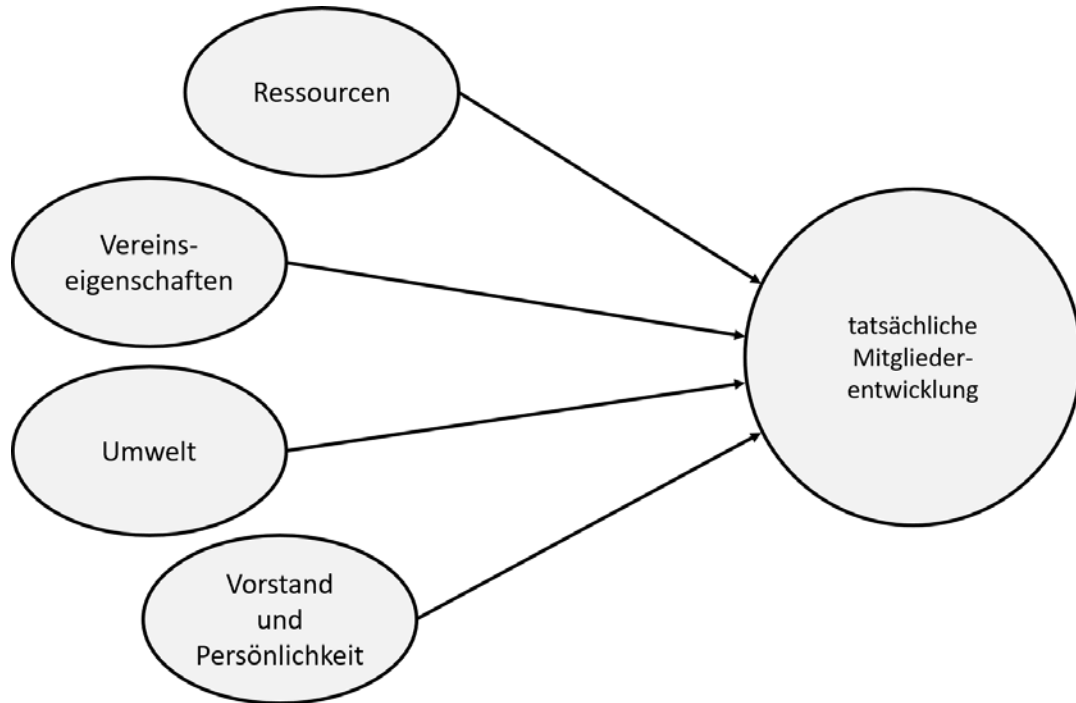 Ressourcen
Vereins-
eigenschaften
Umwelt
Vorstand
und
Persönlichkeit
tatsächliche
Mitglieder-
entwicklung